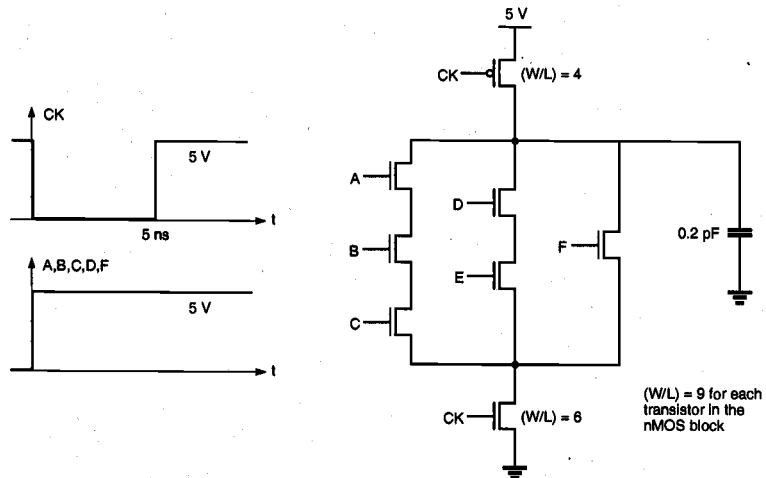 5 V
CK
(W/L) = 4
CK
5 V
t
5 ns
A
D
B
F
0.2 pF
E
A,B,C,D,F
5 V
C
t
(W/L) = 9 for each
transistor in the
nMOS block
CK
(W/L) = 6